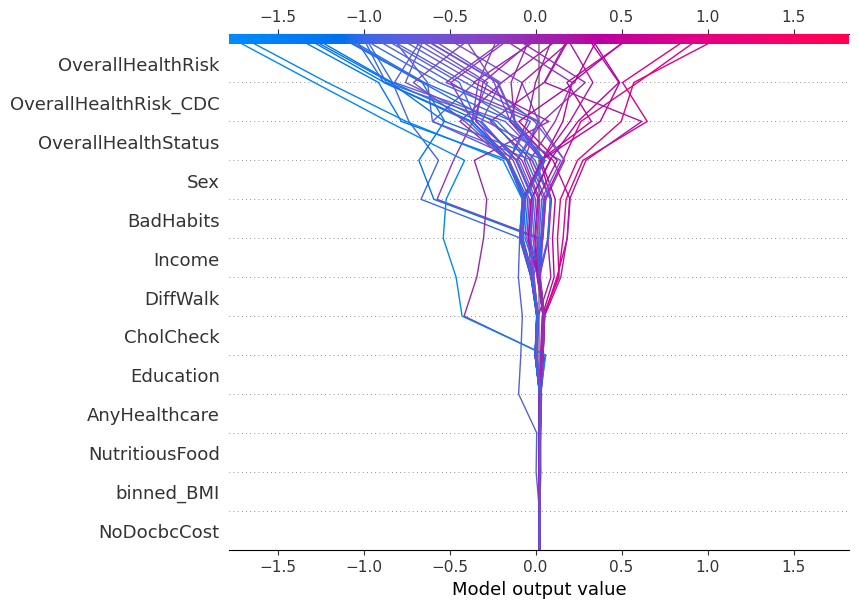 −1.5 −1.0 −0.5 0.0 0.5 1.0 1.5
OverallHealthRisk
OverallHealthRisk_CDC
OverallHealthStatus
Sex
BadHabits
Income
DiffWalk
CholCheck
Education
AnyHealthcare
NutritiousFood
binned_BMI
NoDocbcCost
−1.5 −1.0 −0.5 0.0 0.5 1.0 1.5
Model output value